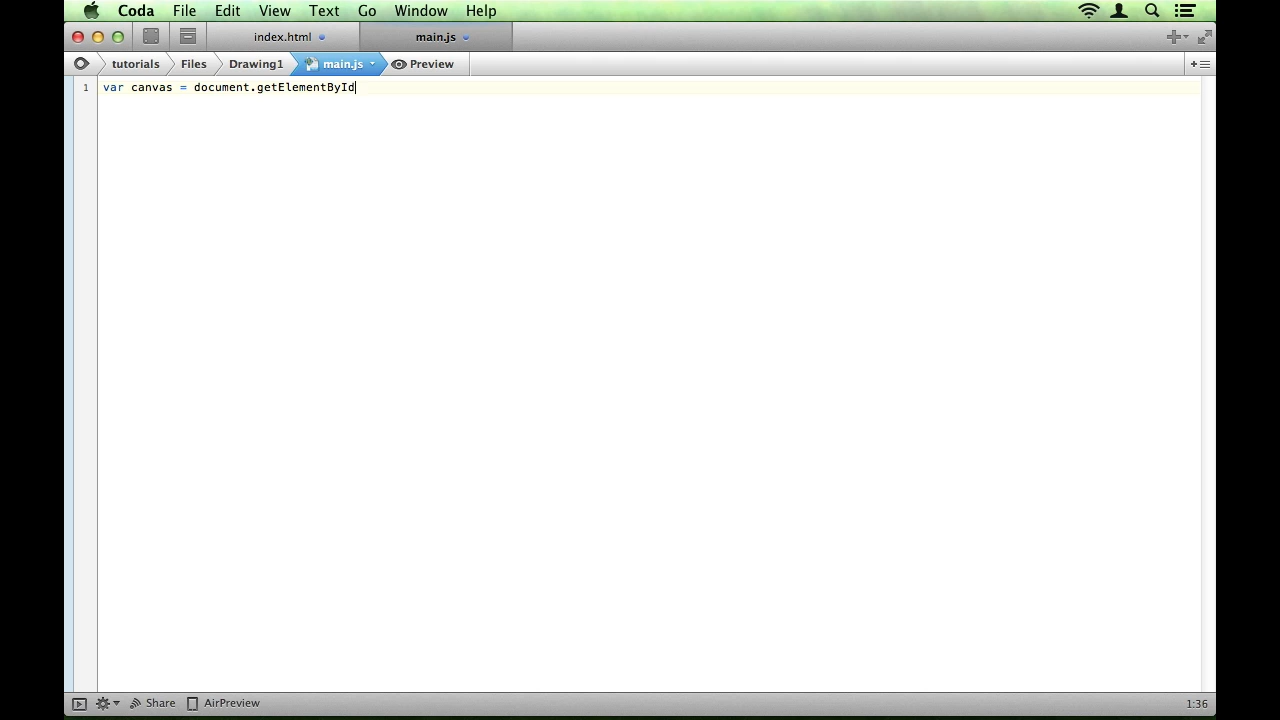 Coda File Edit View Text Go Window Help
index.html main.js
tutorials Files Drawing1 main.js Preview
1 var canvas = document.getElementById
Share AirPreview 1:36